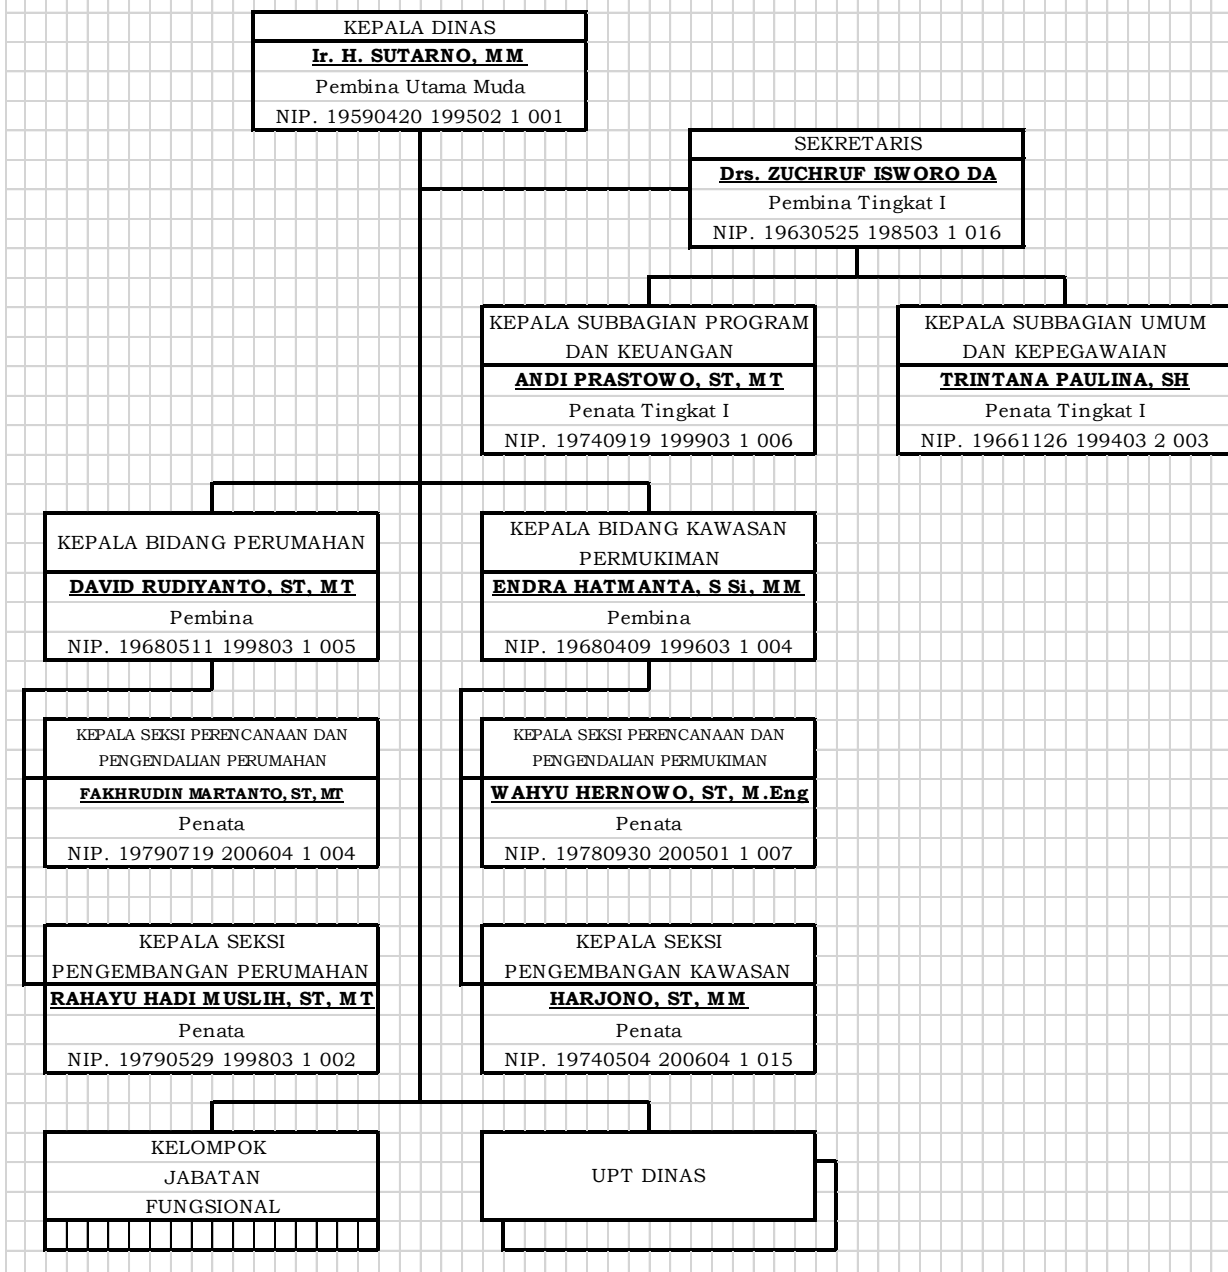 KEPALA DINAS
Ir. H. SUTARNO, MM
Pembina Utama Muda
NIP. 19590420 199502 1 001
SEKRETARIS
Drs. ZUCHRUF ISWORO DA
Pembina Tingkat I
NIP. 19630525 198503 1 016
KEPALA SUBBAGIAN PROGRAM
DAN KEUANGAN
ANDI PRASTOWO, ST, MT
Penata Tingkat I
NIP. 19740919 199903 1 006
KEPALA SUBBAGIAN UMUM
DAN KEPEGAWAIAN
TRINTANA PAULINA, SH
Penata Tingkat I
NIP. 19661126 199403 2 003
KEPALA BIDANG PERUMAHAN
DAVID RUDIYANTO, ST, MT
Pembina
NIP. 19680511 199803 1 005
KEPALA BIDANG KAWASAN
PERMUKIMAN
ENDRA HATMANTA, S Si, MM
Pembina
NIP. 19680409 199603 1 004
KEPALA SEKSI PERENCANAAN DAN
PENGENDALIAN PERUMAHAN
FAKHRUDIN MARTANTO, ST, MT
Penata
NIP. 19790719 200604 1 004
KEPALA SEKSI PERENCANAAN DAN
PENGENDALIAN PERMUKIMAN
WAHYU HERNOWO, ST, M.Eng
Penata
NIP. 19780930 200501 1 007
KEPALA SEKSI
PENGEMBANGAN PERUMAHAN
RAHAYU HADI MUSLIH, ST, MT
Penata
NIP. 19790529 199803 1 002
KEPALA SEKSI
PENGEMBANGAN KAWASAN
HARJONO, ST, MM
Penata
NIP. 19740504 200604 1 015
KELOMPOK
JABATAN
FUNGSIONAL
UPT DINAS